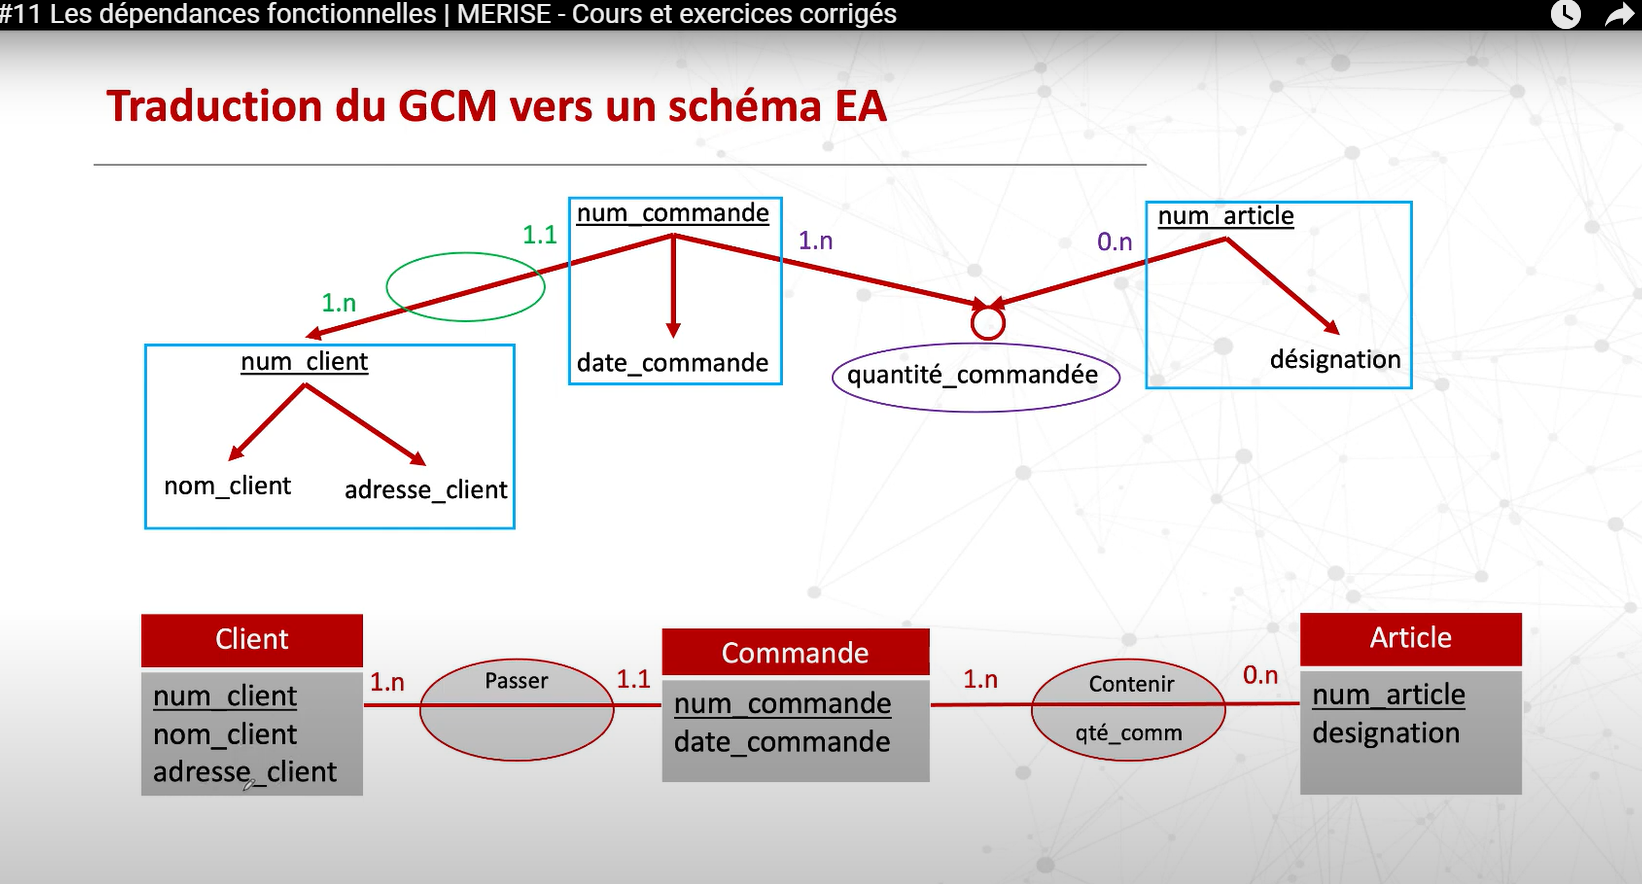 #11 Les dépendances fonctionnelles | MERISE - Cours et exercices corrigés
Traduction du GCM vers un schéma EA
num_commande
num_article
1.1
1.n
0.n
1.n
num_client
date_commande
quantité_commandée
désignation
nom_client
adresse_client
Client
Commande
Article
1.n
Passer
1.1
1.n
Contenir
0.n
num_client
nom_client
adresse_client
num_commande
date_commande
qté_comm
num_article
designation